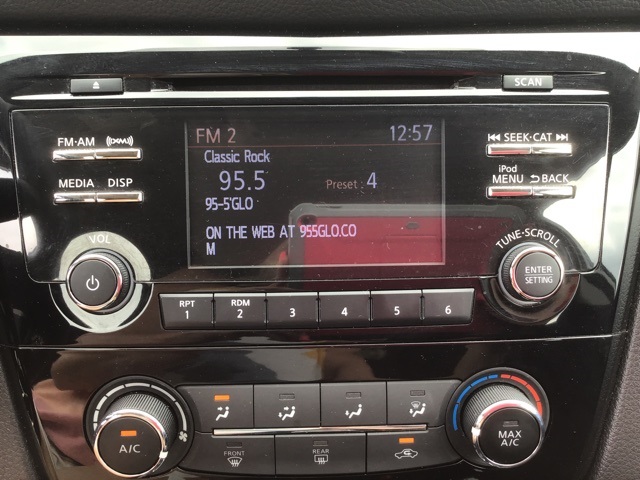 SCAN
FM 2 12:57
FM·AM ((XM)) SEEK·CAT
Classic Rock
95.5 Preset : 4
iPod
MEDIA DISP MENU BACK
95-5'GLO
ON THE WEB AT 955GLO.CO
M
VOL TUNE·SCROLL
ENTER
SETTING
RPT RDM
1 2 3 4 5 6
A/C MAX
A/C
FRONT REAR